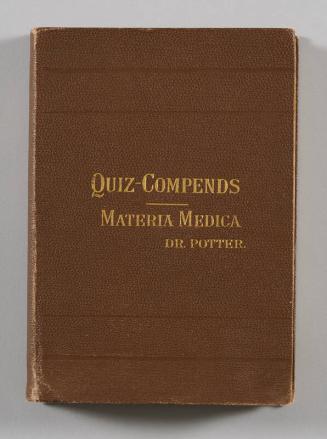 Quiz-Compends
Materia Medica
Dr. Potter.